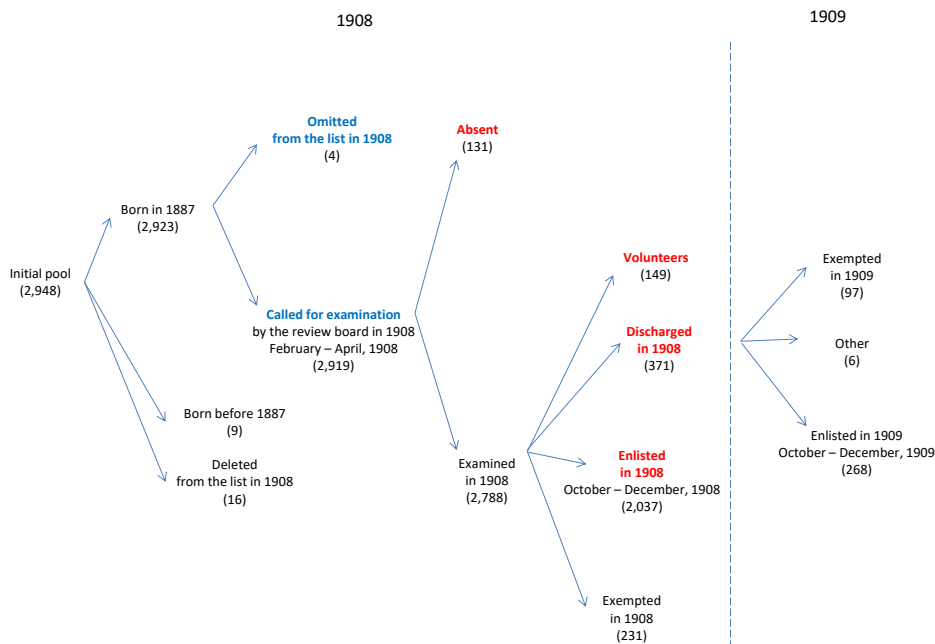 1908
1909
Omitted
from the list in 1908
(4)
Absent
(131)
Born in 1887
(2,923)
Initial pool
(2,948)
Volunteers
(149)
Exempted
in 1909
(97)
Called for examination
by the review board in 1908
February – April, 1908
(2,919)
Discharged
in 1908
(371)
Other
(6)
Born before 1887
(9)
Deleted
from the list in 1908
(16)
Examined
in 1908
(2,788)
Enlisted
in 1908
October – December, 1908
(2,037)
Enlisted in 1909
October – December, 1909
(268)
Exempted
in 1908
(231)